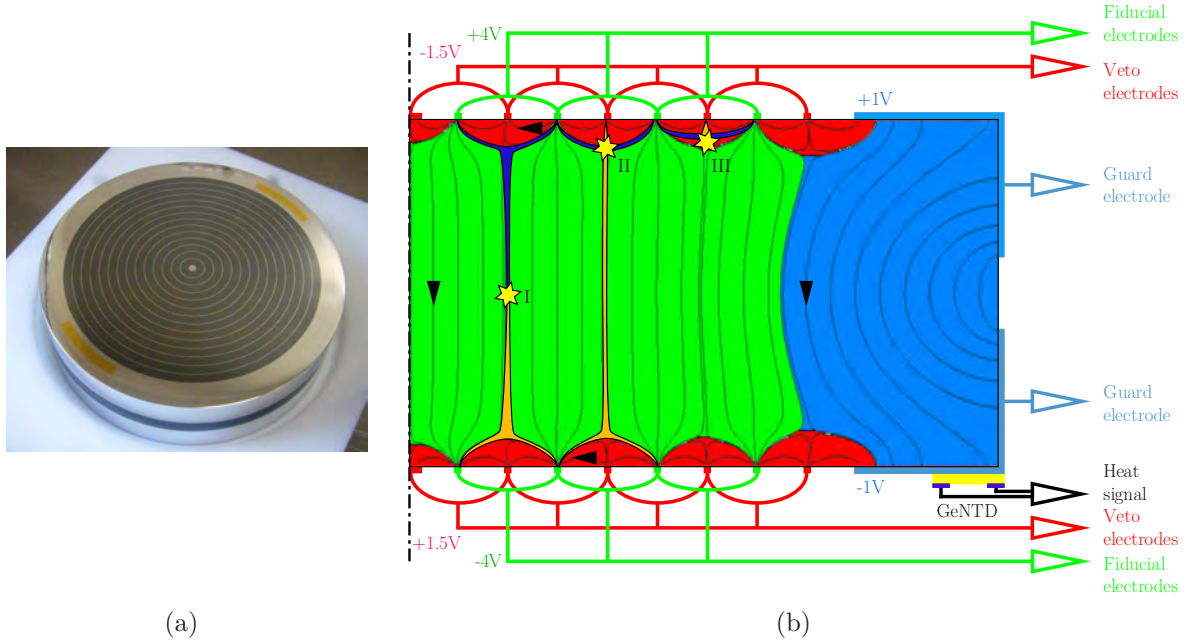 Fiducial
electrodes
+4V
-1.5V
Veto
electrodes
+1V
II
III
Guard
electrode
I
Guard
electrode
Heat
signal
-1V
GeNTD
Veto
electrodes
+1.5V
-4V
Fiducial
electrodes
(a)
(b)